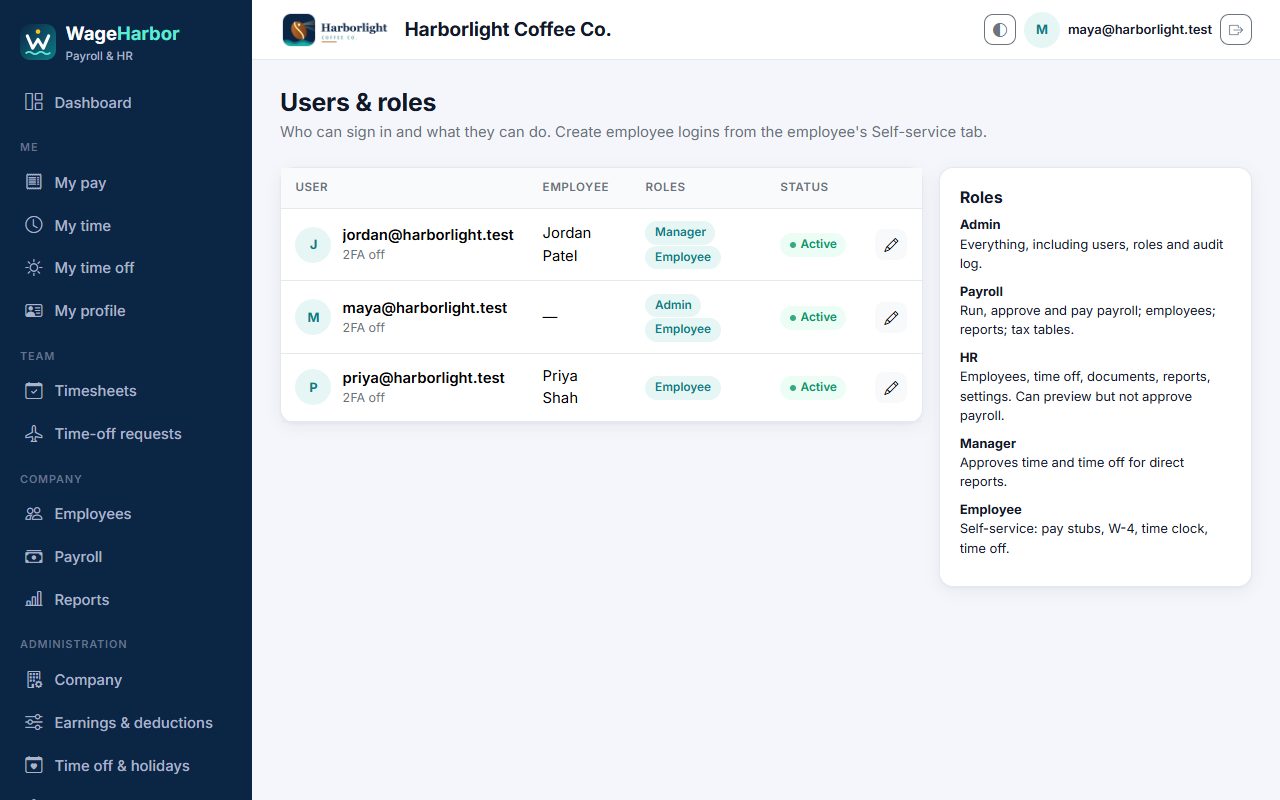 WageHarbor
Payroll & HR
Dashboard
ME
My pay
My time
My time off
My profile
TEAM
Timesheets
Time-off requests
COMPANY
Employees
Payroll
Reports
ADMINISTRATION
Company
Earnings & deductions
Time off & holidays
Harborlight
COFFEE CO.
Harborlight Coffee Co.
M
maya@harborlight.test
Users & roles
Who can sign in and what they can do. Create employee logins from the employee's Self-service tab.
USER EMPLOYEE ROLES STATUS
J
jordan@harborlight.test
2FA off
Jordan
Patel
Manager
Employee
Active
M
maya@harborlight.test
2FA off
—
Admin
Employee
Active
P
priya@harborlight.test
2FA off
Priya
Shah
Employee
Active
Roles
Admin
Everything, including users, roles and audit
log.
Payroll
Run, approve and pay payroll; employees;
reports; tax tables.
HR
Employees, time off, documents, reports,
settings. Can preview but not approve
payroll.
Manager
Approves time and time off for direct
reports.
Employee
Self-service: pay stubs, W-4, time clock,
time off.